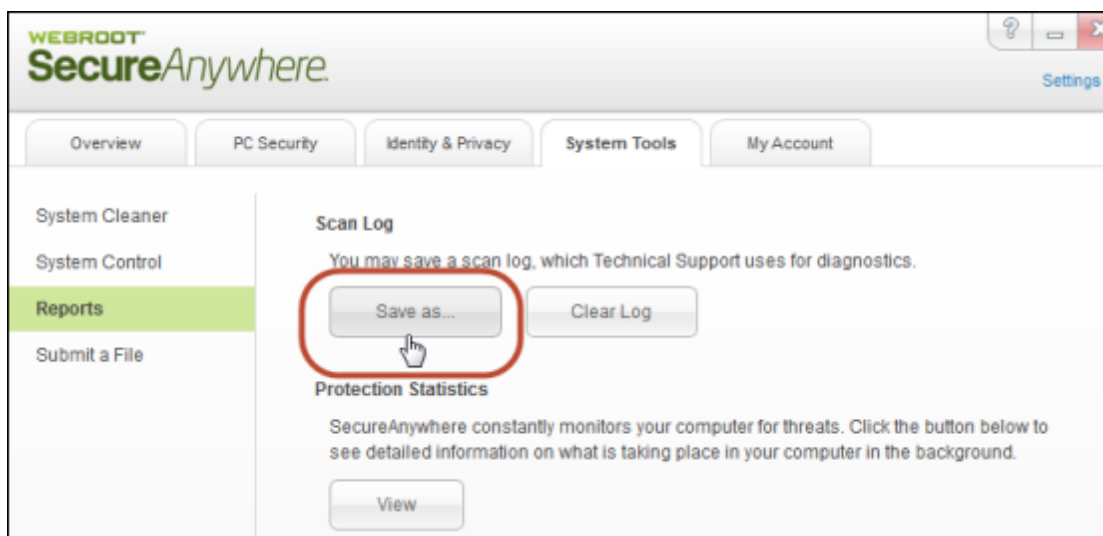 WEBROOT
SecureAnywhere.
Settings
Overview
PC Security
Identity & Privacy
System Tools
My Account
System Cleaner
System Control
Reports
Submit a File
Scan Log
You may save a scan log, which Technical Support uses for diagnostics.
Save as...
Clear Log
Protection Statistics
SecureAnywhere constantly monitors your computer for threats. Click the button below to
see detailed information on what is taking place in your computer in the background.
View